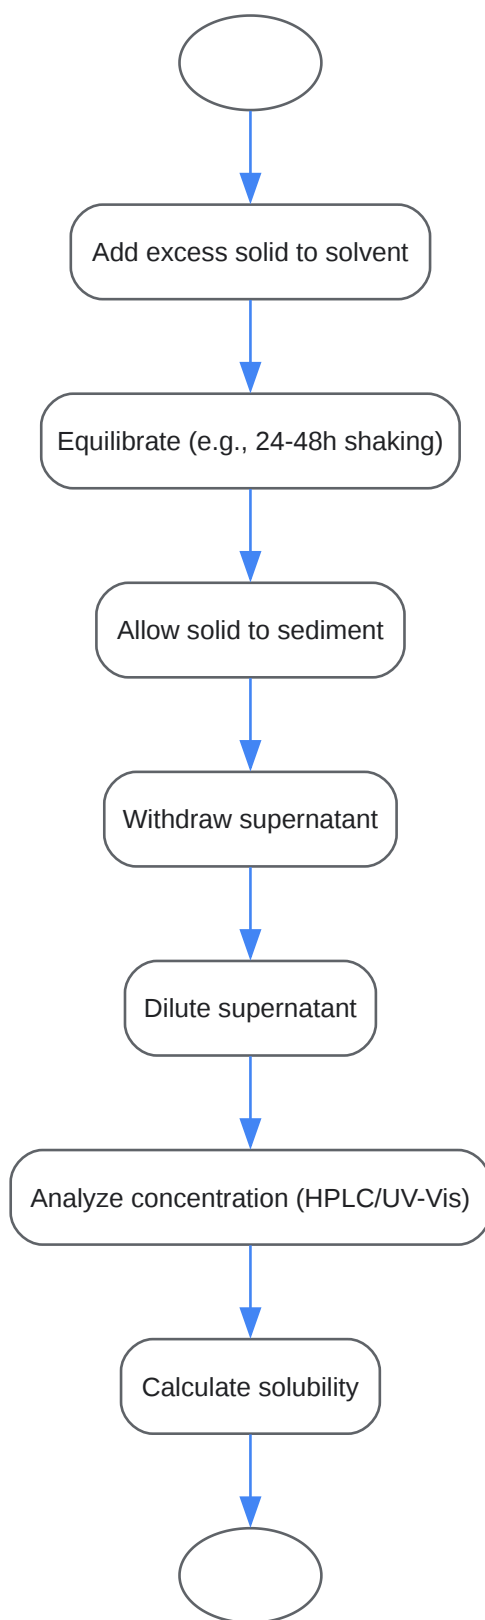 Add excess solid to solvent
Equilibrate (e.g., 24-48h shaking)
Allow solid to sediment
Withdraw supernatant
Dilute supernatant
Analyze concentration (HPLC/UV-Vis)
Calculate solubility